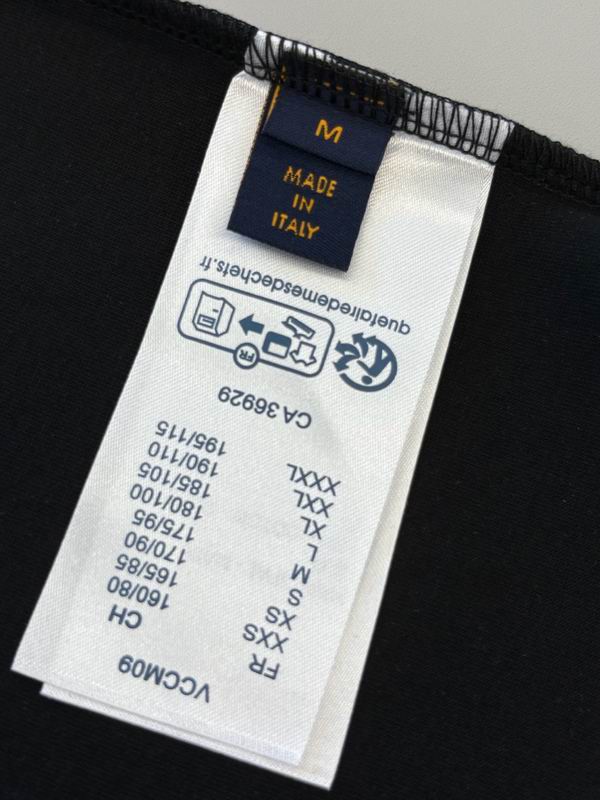 M
MADE
IN
ITALY
VCCM09
FR CH
XXS 160/80
XS 165/85
S 170/90
M 175/95
L 180/100
XL 185/105
XXL 190/110
XXXL 195/115
CA 36929
FR
quefairedemesdechets.fr